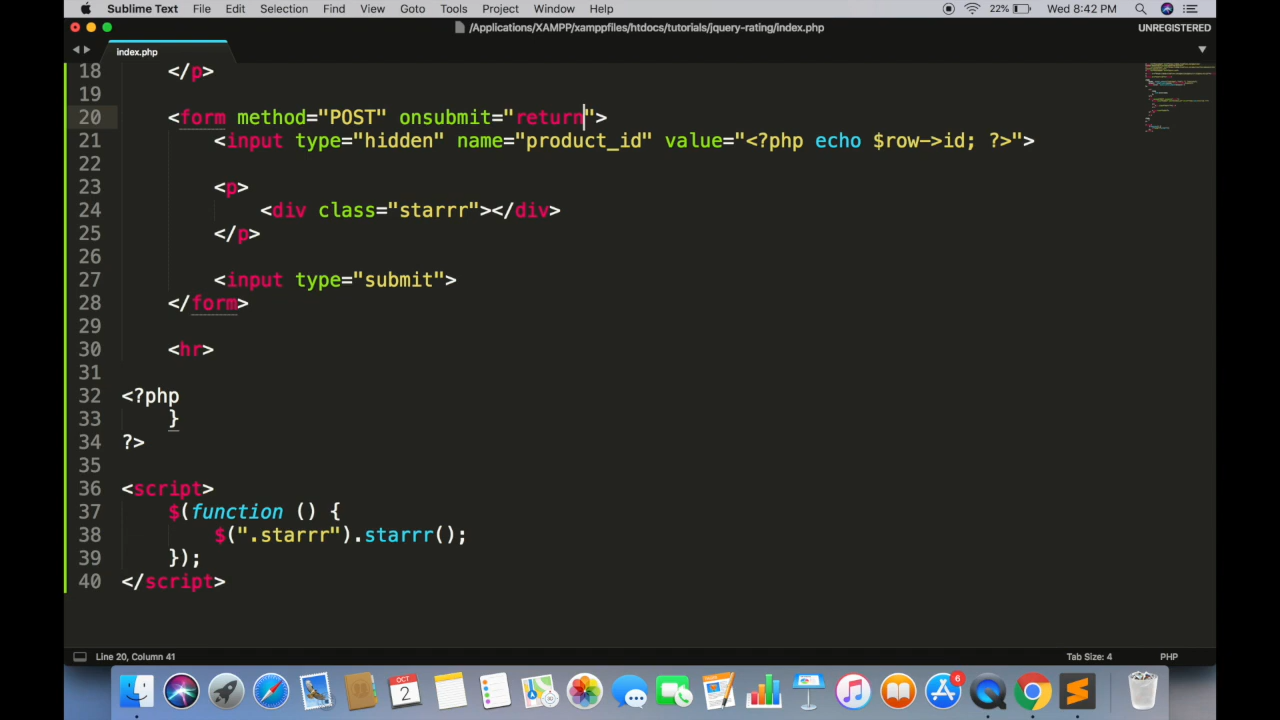 Sublime Text File Edit Selection Find View Goto Tools Project Window Help 22% Wed 8:42 PM
/Applications/XAMPP/xamppfiles/htdocs/tutorials/jquery-rating/index.php UNREGISTERED
index.php
18 </p>
19
20 <form method="POST" onsubmit="return">
21 <input type="hidden" name="product_id" value="<?php echo $row->id; ?>">
22
23 <p>
24 <div class="starrr"></div>
25 </p>
26
27 <input type="submit">
28 </form>
29
30 <hr>
31
32 <?php
33 }
34 ?>
35
36 <script>
37 $(function () {
38 $(".starrr").starrr();
39 });
40 </script>
Line 20, Column 41 Tab Size: 4 PHP
OCT
2
6